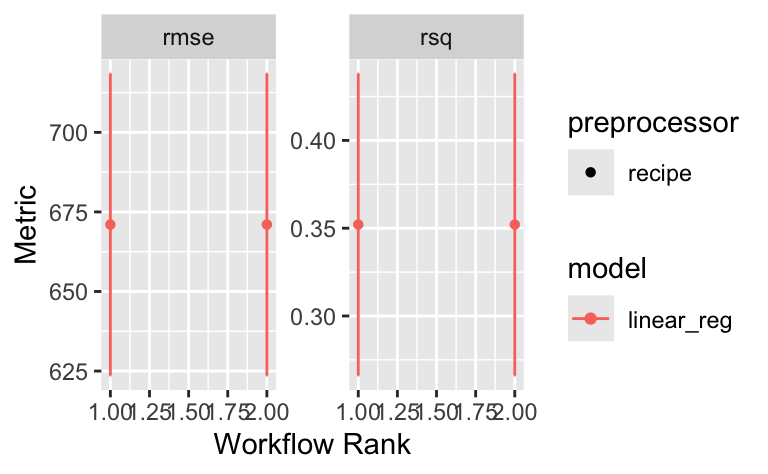 rmse
rsq
Metric
700
675
650
625
0.40
0.35
0.30
1.00 1.25 1.50 1.75 2.00
1.00 1.25 1.50 1.75 2.00
Workflow Rank
preprocessor
recipe
model
linear_reg